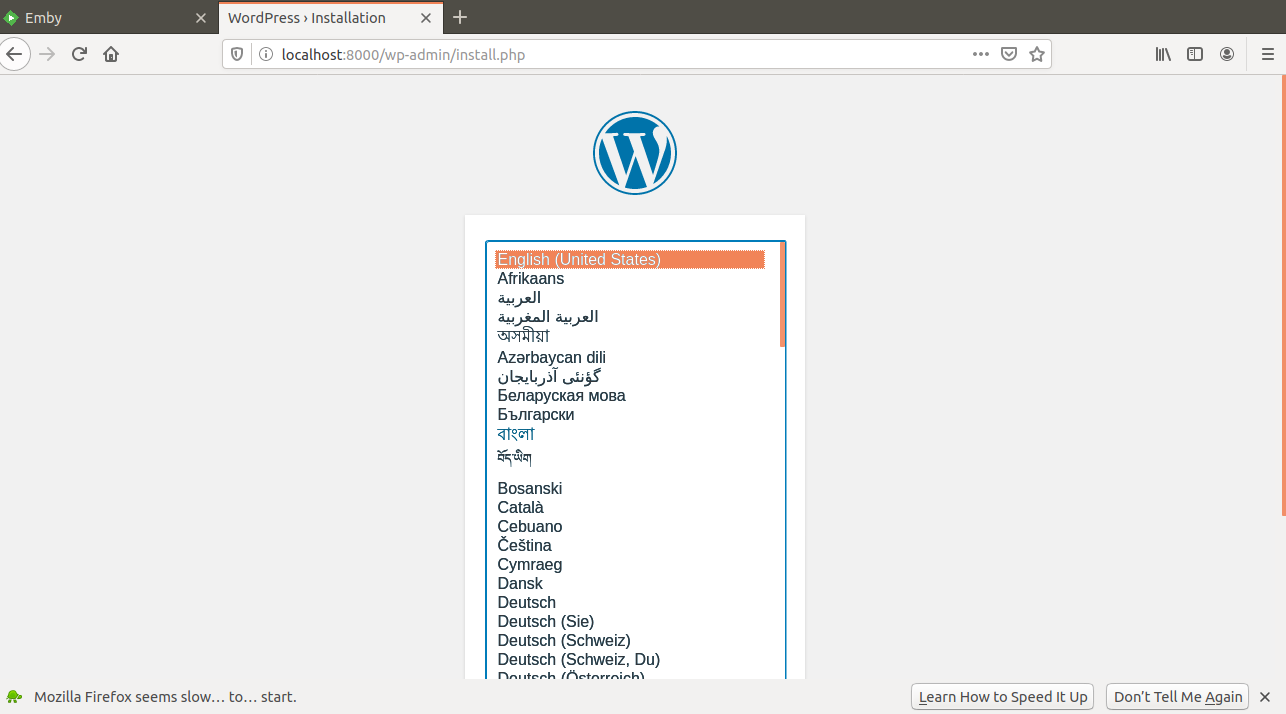 Emby
WordPress › Installation
localhost:8000/wp-admin/install.php
English (United States)
Afrikaans
العربية
العربية المغربية
অসমীয়া
Azərbaycan dili
گؤنئی آذربایجان
Беларуская мова
Български
বাংলা
བོད་ཡིག
Bosanski
Català
Cebuano
Čeština
Cymraeg
Dansk
Deutsch
Deutsch (Sie)
Deutsch (Schweiz)
Deutsch (Schweiz, Du)
Deutsch (Österreich)
Mozilla Firefox seems slow… to… start.
Learn How to Speed It Up
Don’t Tell Me Again